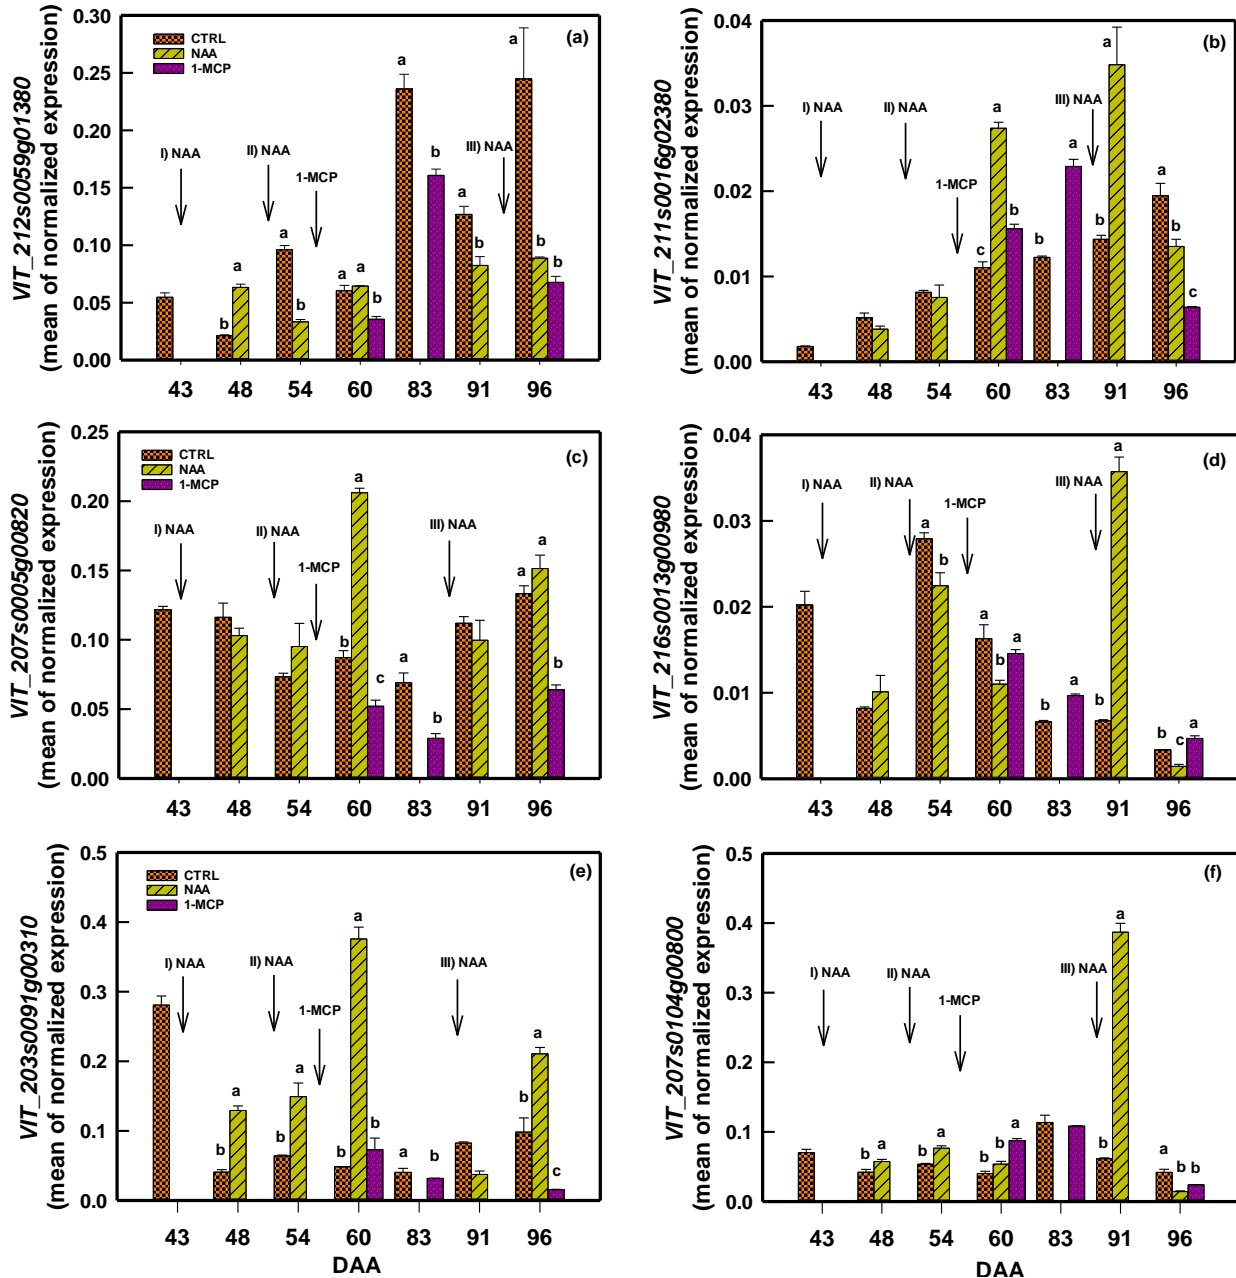 (a)
CTRL
NAA
1-MCP
VIT_212s0059g01380
(mean of normalized expression)
0.30
0.25
0.20
0.15
0.10
0.05
0.00
I) NAA
II) NAA
1-MCP
III) NAA
b a a b a a b a b a b a b b
43 48 54 60 83 91 96
(b)
VIT_211s0016g02380
(mean of normalized expression)
0.04
0.03
0.02
0.01
0.00
I) NAA
II) NAA
1-MCP
III) NAA
c a b b a b a a b c
43 48 54 60 83 91 96
(c)
CTRL
NAA
1-MCP
VIT_207s0005g00820
(mean of normalized expression)
0.25
0.20
0.15
0.10
0.05
0.00
I) NAA
II) NAA
1-MCP
III) NAA
b a c a b a a b
43 48 54 60 83 91 96
(d)
VIT_216s0013g00980
(mean of normalized expression)
0.04
0.03
0.02
0.01
0.00
I) NAA
II) NAA
1-MCP
III) NAA
a b a b a b a b a b c a
43 48 54 60 83 91 96
(e)
CTRL
NAA
1-MCP
VIT_203s0091g00310
(mean of normalized expression)
0.5
0.4
0.3
0.2
0.1
0.0
I) NAA
II) NAA
1-MCP
III) NAA
b a b a b a b a b b b a c
43 48 54 60 83 91 96
DAA
(f)
VIT_207s0104g00800
(mean of normalized expression)
0.5
0.4
0.3
0.2
0.1
0.0
I) NAA
II) NAA
1-MCP
III) NAA
b a b a b b a b a a b b
43 48 54 60 83 91 96
DAA